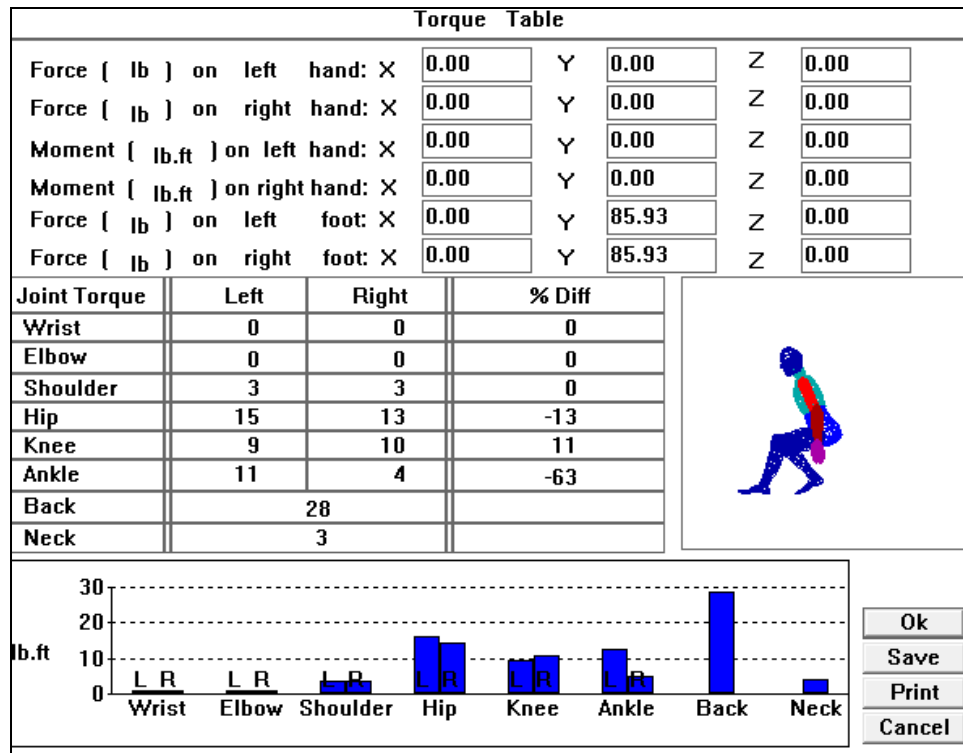 Torque Table
Force ( lb ) on left hand: X 0.00 Y 0.00 Z 0.00
Force ( lb ) on right hand: X 0.00 Y 0.00 Z 0.00
Moment ( lb.ft ) on left hand: X 0.00 Y 0.00 Z 0.00
Moment ( lb.ft ) on right hand: X 0.00 Y 0.00 Z 0.00
Force ( lb ) on left foot: X 0.00 Y 85.93 Z 0.00
Force ( lb ) on right foot: X 0.00 Y 85.93 Z 0.00
Joint Torque Left Right % Diff
Wrist 0 0 0
Elbow 0 0 0
Shoulder 3 3 0
Hip 15 13 -13
Knee 9 10 11
Ankle 11 4 -63
Back 28
Neck 3
30
20
lb.ft
10
0
L R L R L R L R L R L R
Wrist Elbow Shoulder Hip Knee Ankle Back Neck
Ok
Save
Print
Cancel